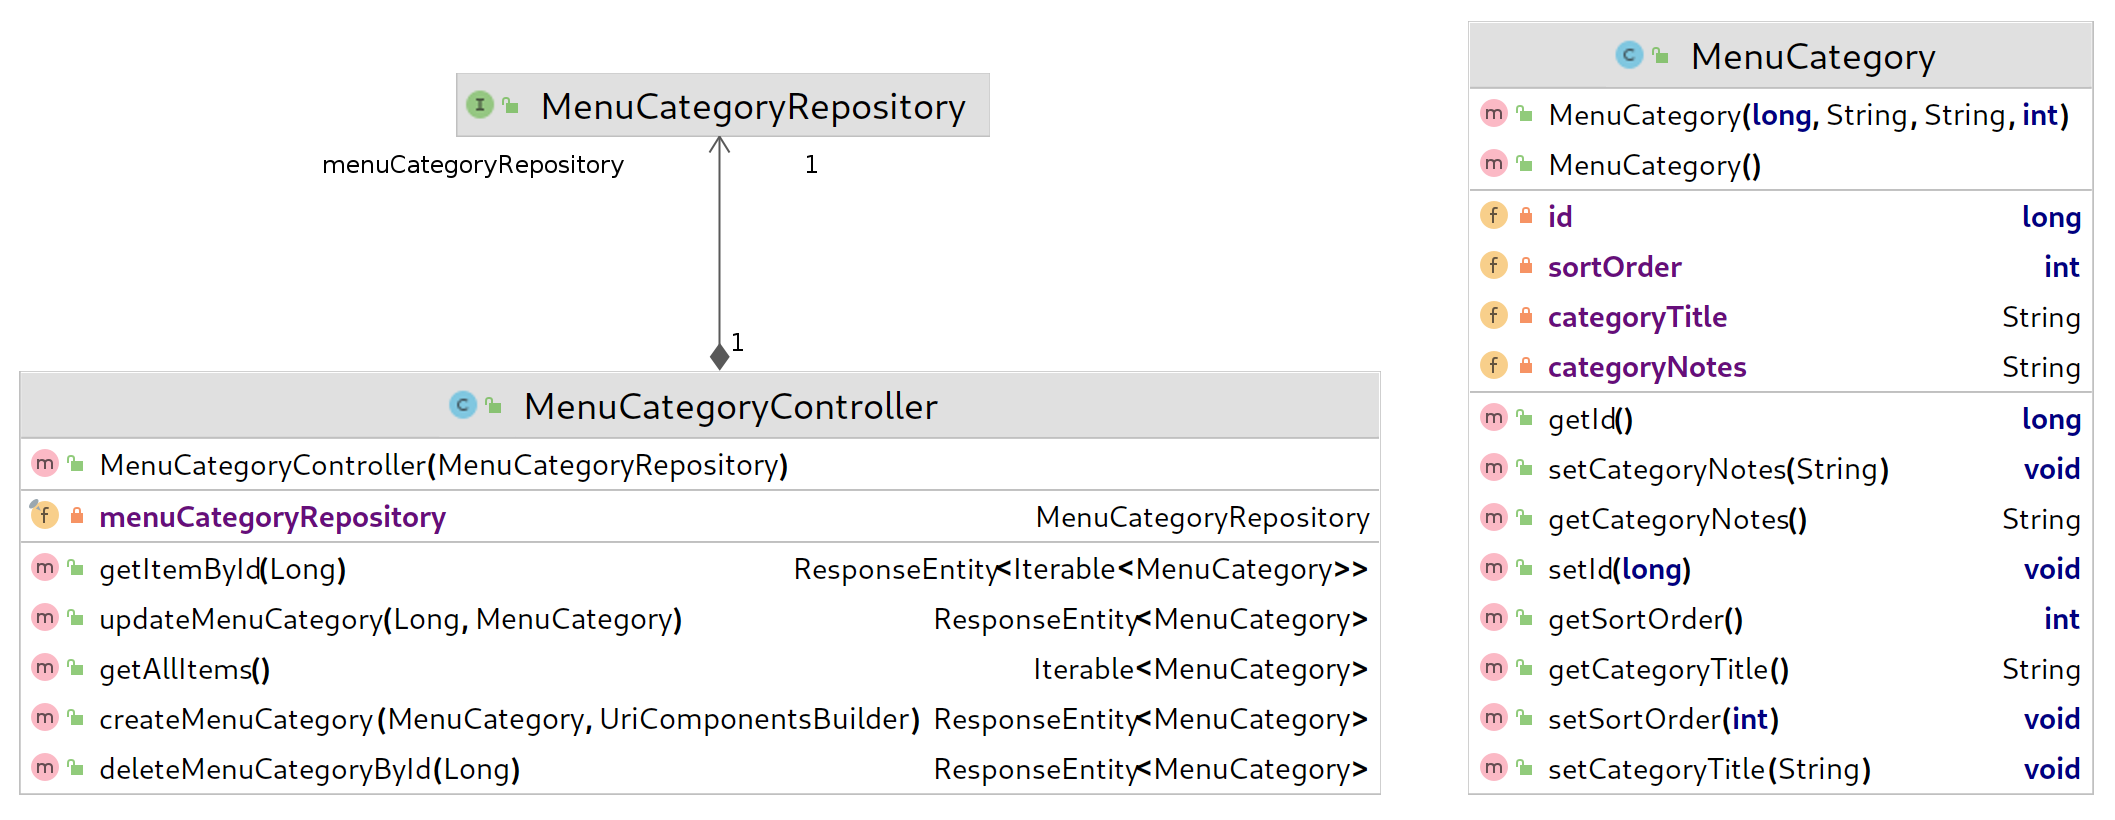 I MenuCategoryRepository
menuCategoryRepository 1
1
C MenuCategoryController
m MenuCategoryController(MenuCategoryRepository)
f menuCategoryRepository MenuCategoryRepository
m getItemById(Long) ResponseEntity<Iterable<MenuCategory>>
m updateMenuCategory(Long, MenuCategory) ResponseEntity<MenuCategory>
m getAllItems() Iterable<MenuCategory>
m createMenuCategory(MenuCategory, UriComponentsBuilder) ResponseEntity<MenuCategory>
m deleteMenuCategoryById(Long) ResponseEntity<MenuCategory>
C MenuCategory
m MenuCategory(long, String, String, int)
m MenuCategory()
f id long
f sortOrder int
f categoryTitle String
f categoryNotes String
m getId() long
m setCategoryNotes(String) void
m getCategoryNotes() String
m setId(long) void
m getSortOrder() int
m getCategoryTitle() String
m setSortOrder(int) void
m setCategoryTitle(String) void